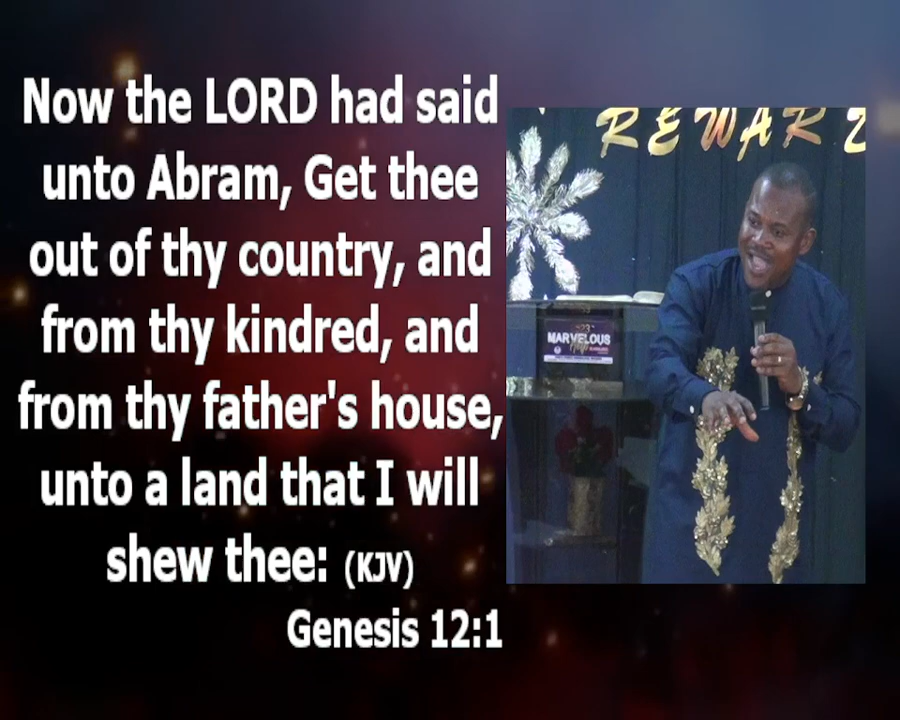 Now the LORD had said
unto Abram, Get thee
out of thy country, and
from thy kindred, and
from thy father's house,
unto a land that I will
shew thee: (KJV)
Genesis 12:1
REWAR
MARVELOUS